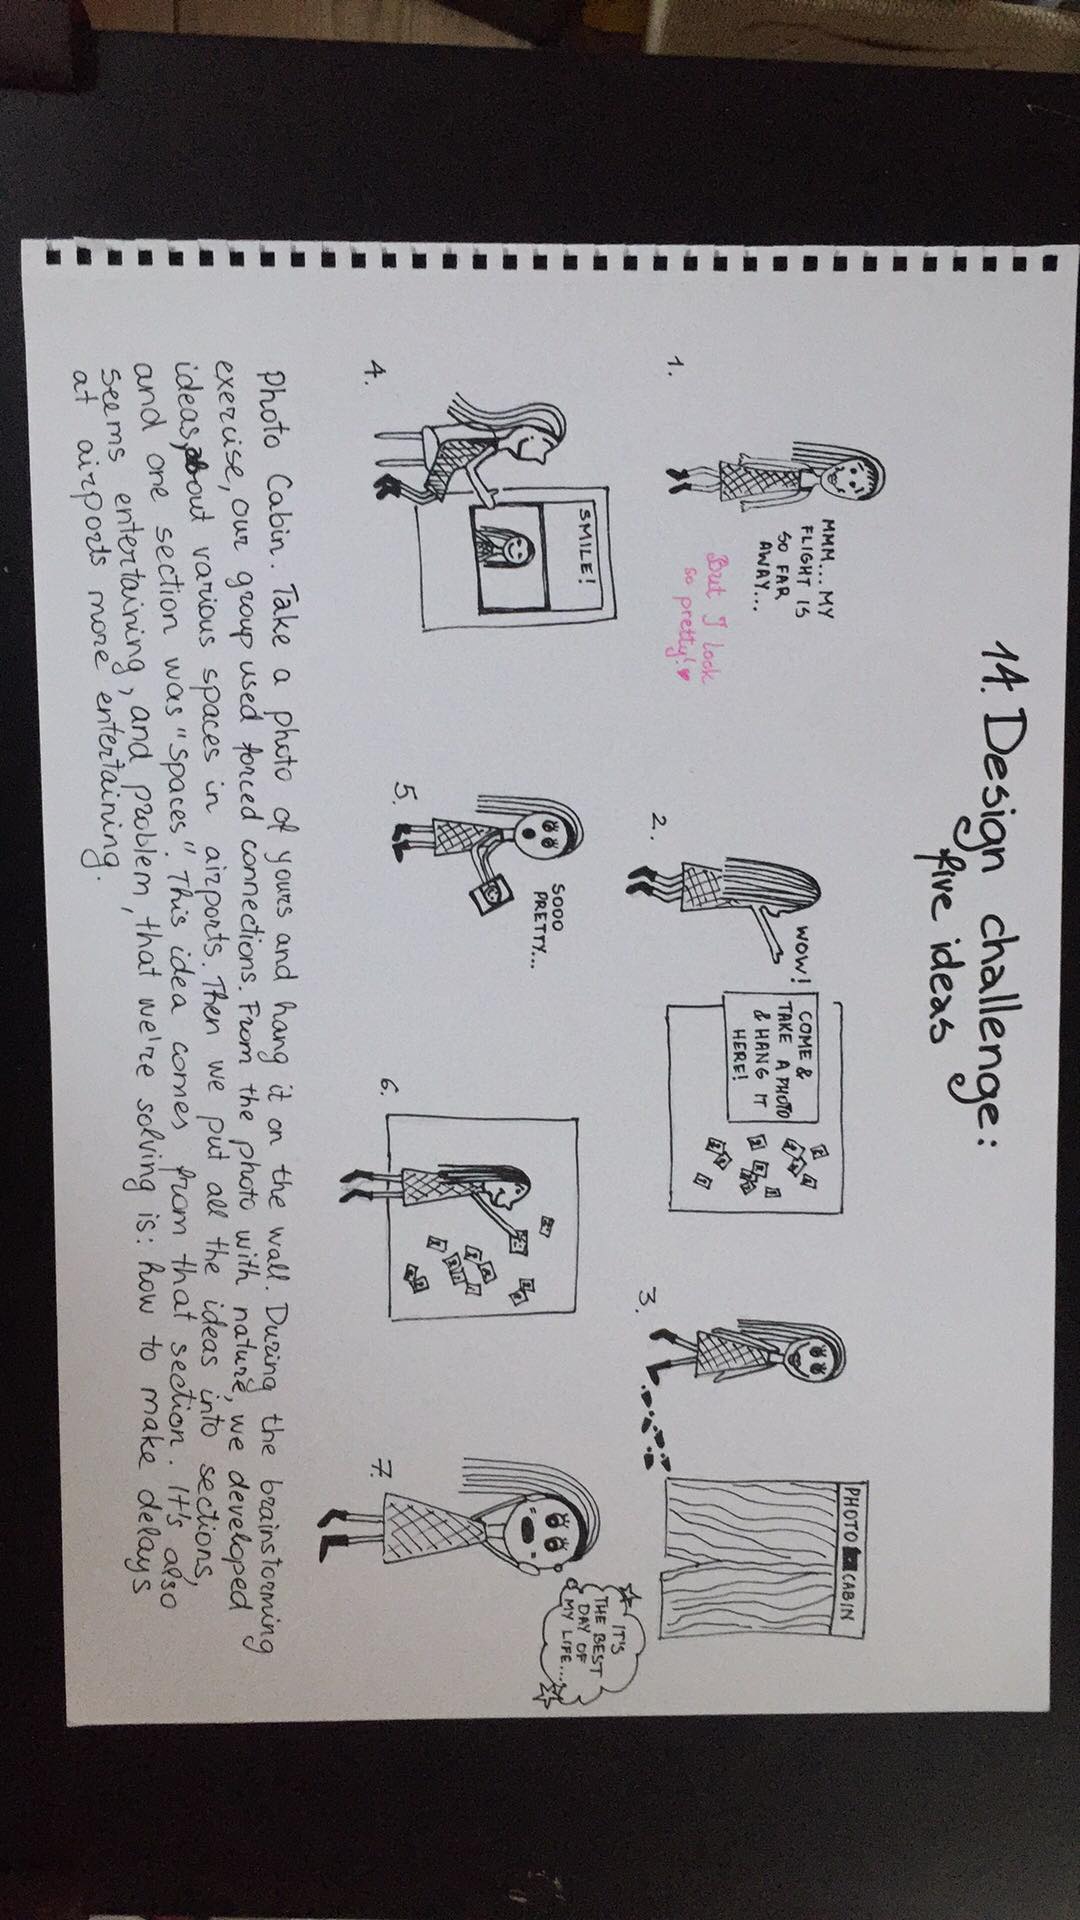 14. Design challenge:
five ideas
1.
MMM... MY
FLIGHT IS
SO FAR
AWAY...
But I look
so pretty!♥
2.
WOW!
COME &
TAKE A PHOTO
& HANG IT
HERE!
3.
PHOTO CABIN
4.
SMILE!
5.
SOOO
PRETTY...
6.
7.
IT'S
THE BEST
DAY OF
MY LIFE...
Photo Cabin. Take a photo of yours and hang it on the wall. During the brainstorming
exercise, our group used forced connections. From the photo with nature, we developed
ideas, about various spaces in airports. Then we put all the ideas into sections,
and one section was "spaces". This idea comes from that section. It's also
seems entertaining, and problem, that we're solving is: how to make delays
at airports more entertaining.